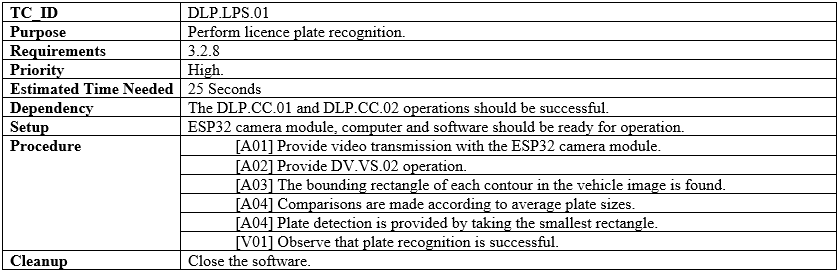 TC_ID DLP.LPS.01
Purpose Perform licence plate recognition.
Requirements 3.2.8
Priority High.
Estimated Time Needed 25 Seconds
Dependency The DLP.CC.01 and DLP.CC.02 operations should be successful.
Setup ESP32 camera module, computer and software should be ready for operation.
Procedure [A01] Provide video transmission with the ESP32 camera module.
[A02] Provide DV.VS.02 operation.
[A03] The bounding rectangle of each contour in the vehicle image is found.
[A04] Comparisons are made according to average plate sizes.
[A04] Plate detection is provided by taking the smallest rectangle.
[V01] Observe that plate recognition is successful.
Cleanup Close the software.